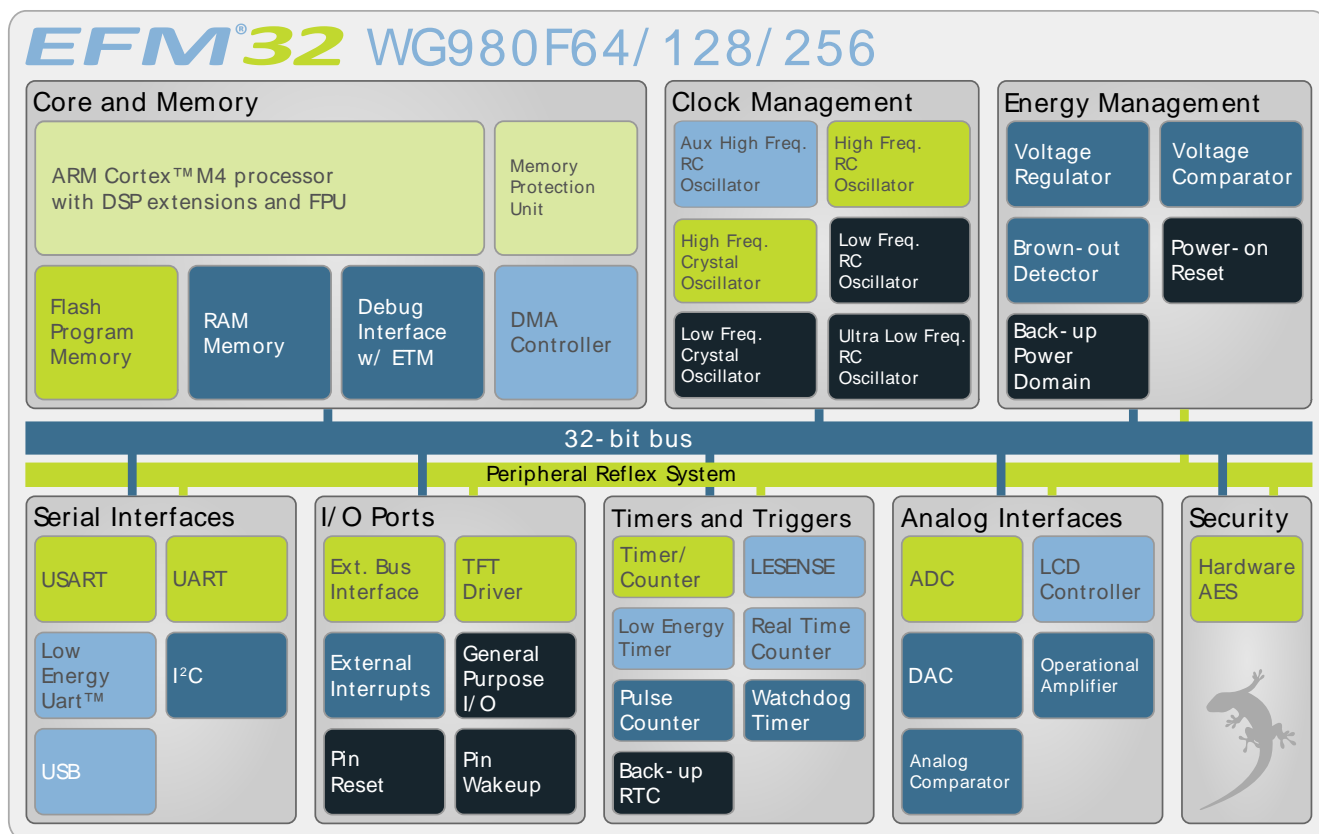 EFM®32 WG980F64/128/256
Core and Memory
ARM Cortex™ M4 processor
with DSP extensions and FPU
Memory
Protection
Unit
Flash
Program
Memory
RAM
Memory
Debug
Interface
w/ ETM
DMA
Controller
Clock Management
Aux High Freq.
RC
Oscillator
High Freq.
RC
Oscillator
High Freq.
Crystal
Oscillator
Low Freq.
RC
Oscillator
Low Freq.
Crystal
Oscillator
Ultra Low Freq.
RC
Oscillator
Energy Management
Voltage
Regulator
Voltage
Comparator
Brown-out
Detector
Power-on
Reset
Back-up
Power
Domain
32-bit bus
Peripheral Reflex System
Serial Interfaces
USART
UART
Low
Energy
Uart™
I²C
USB
I/O Ports
Ext. Bus
Interface
TFT
Driver
External
Interrupts
General
Purpose
I/O
Pin
Reset
Pin
Wakeup
Timers and Triggers
Timer/
Counter
LESENSE
Low Energy
Timer
Real Time
Counter
Pulse
Counter
Watchdog
Timer
Back-up
RTC
Analog Interfaces
ADC
LCD
Controller
DAC
Operational
Amplifier
Analog
Comparator
Security
Hardware
AES